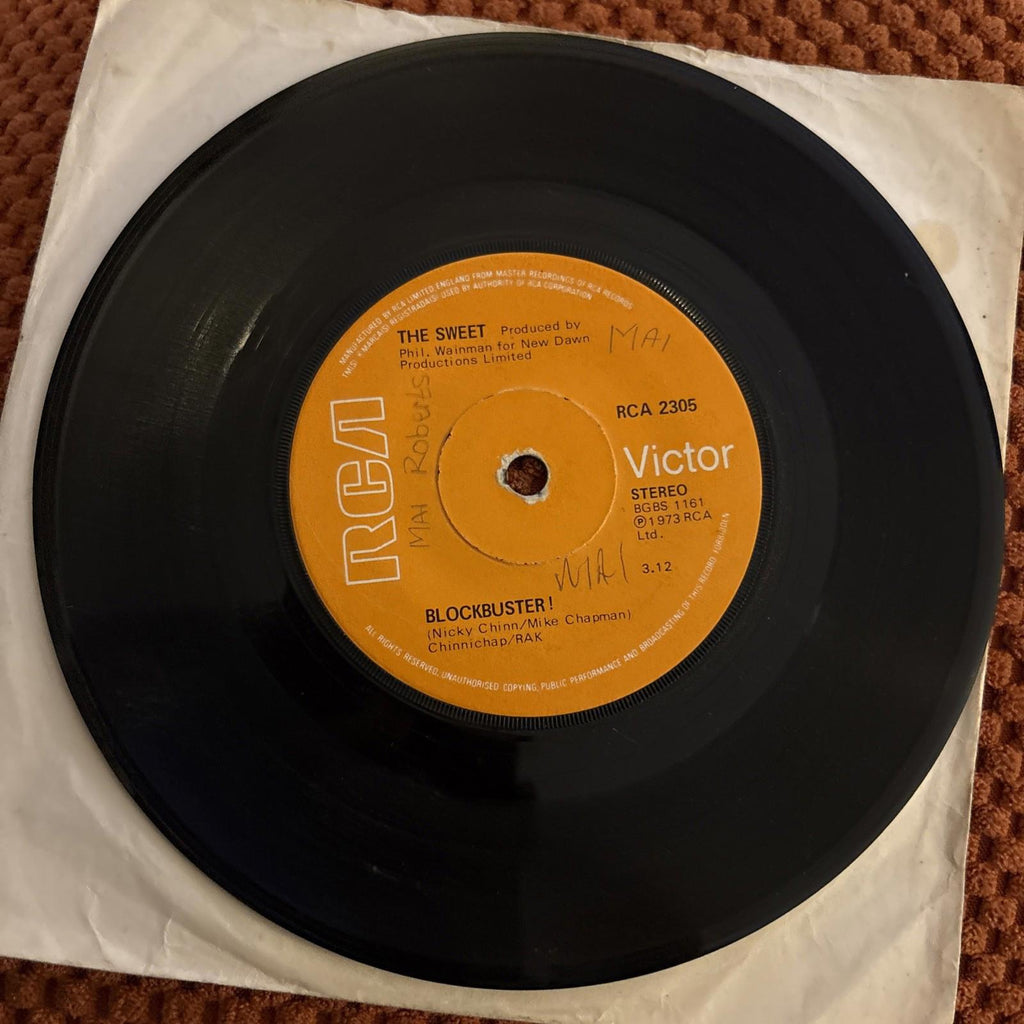 MANUFACTURED BY RCA LIMITED, ENGLAND FROM MASTER RECORDINGS OF RCA RECORDS
TM(S) ® MARCA(S) REGISTRADA(S) USED BY AUTHORITY OF RCA CORPORATION
THE SWEET Produced by
Phil. Wainman for New Dawn
Productions Limited
MAI
RCA
MAI Roberts
RCA 2305
Victor
STEREO
BGBS 1161
℗ 1973 RCA
Ltd.
MAI
3.12
BLOCKBUSTER!
(Nicky Chinn/Mike Chapman)
Chinnichap/RAK
ALL RIGHTS RESERVED. UNAUTHORISED COPYING, PUBLIC PERFORMANCE AND BROADCASTING OF THIS RECORD FORBIDDEN